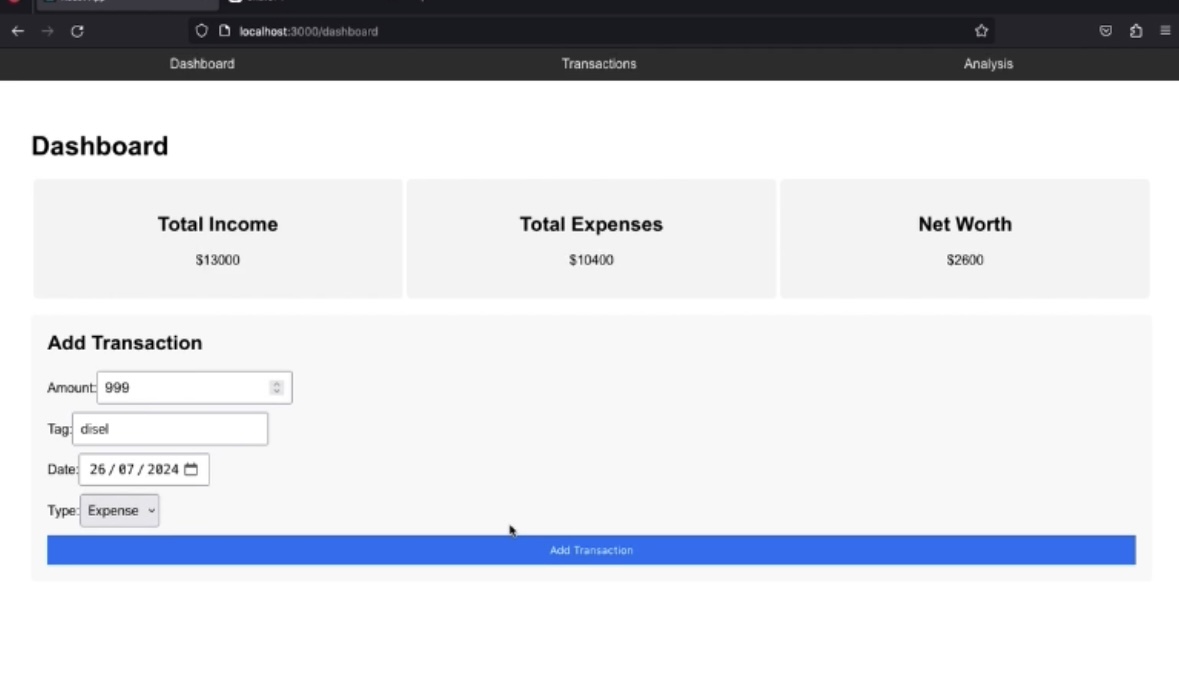 localhost:3000/dashboard
Dashboard Transactions Analysis
Dashboard
Total Income Total Expenses Net Worth
$13000 $10400 $2600
Add Transaction
Amount: 999
Tag: disel
Date: 26/07/2024
Type: Expense
Add Transaction